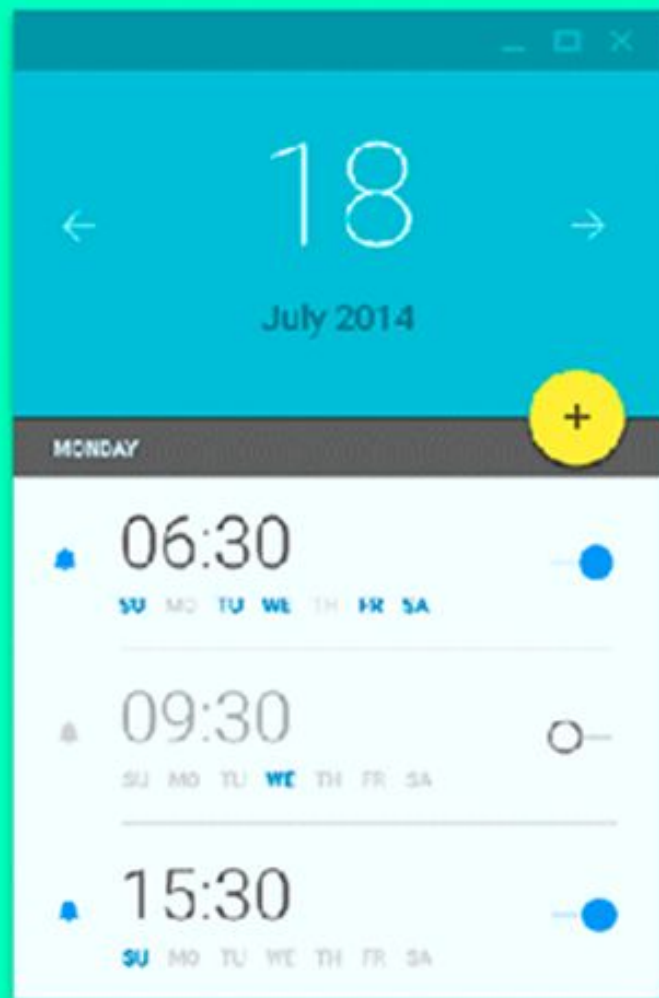 18
July 2014
+
MONDAY
06:30
SU MO TU WE TH FR SA
09:30
SU MO TU WE TH FR SA
15:30
SU MO TU WE TH FR SA